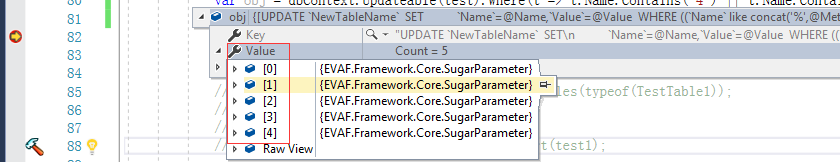 80 var obj = dbContext.Updateable(test).Where(t => t.Name.Contains("4") || t.Name.Contain
81 obj {[UPDATE `NewTableName` SET `Name`=@Name,`Value`=@Value WHERE ((`Name` like concat('%',@Met
82 Key "UPDATE `NewTableName` SET\n `Name`=@Name,`Value`=@Value WHERE ((
83 Value Count = 5
84 [0] {EVAF.Framework.Core.SugarParameter}
85 [1] {EVAF.Framework.Core.SugarParameter} les(typeof(TestTable1));
[2] {EVAF.Framework.Core.SugarParameter}
86 [3] {EVAF.Framework.Core.SugarParameter}
87 [4] {EVAF.Framework.Core.SugarParameter}
88 // Raw View (test1);